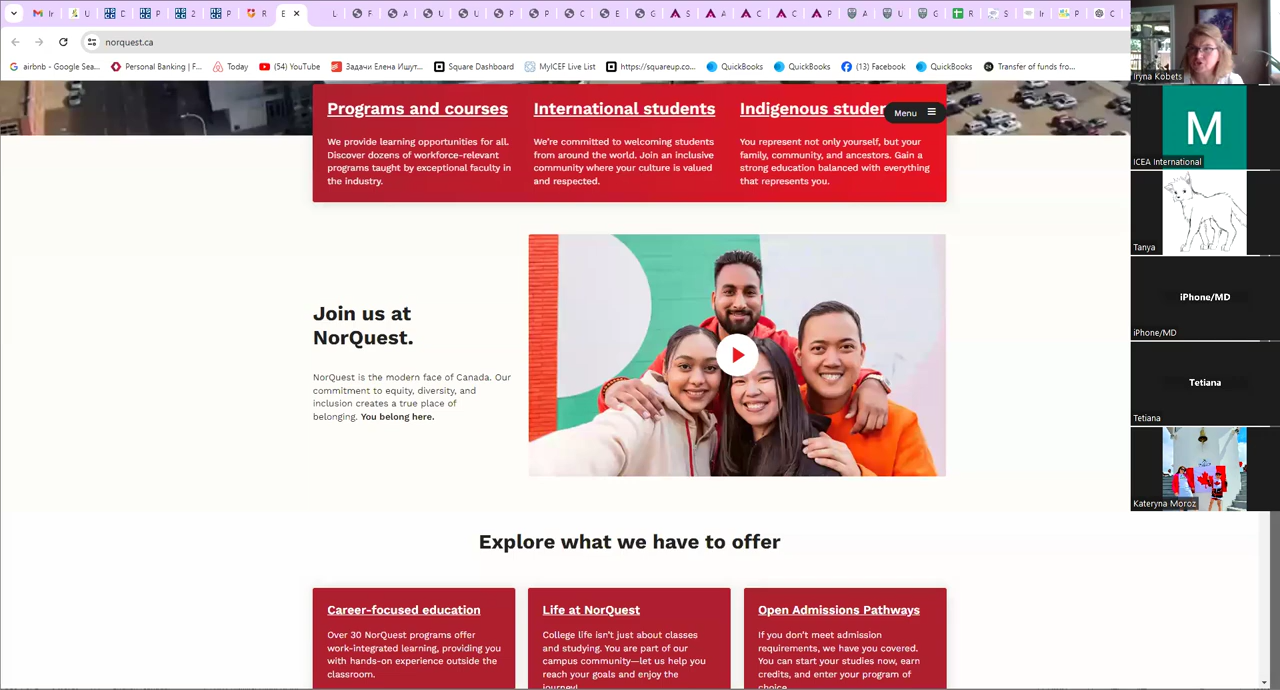 Ir
U
D
P
2
P
R
E
L
F
A
L
U
U
P
C
E
G
S
A
C
C
P
A
U
G
R
S
Ir
P
C
norquest.ca
airbnb - Google Sea...
Personal Banking | F...
Today
(54) YouTube
Задачи Елена Ишут...
Square Dashboard
MyICEF Live List
https://squareup.co...
QuickBooks
QuickBooks
(13) Facebook
QuickBooks
Transfer of funds fro...
Iryna Kobets
Programs and courses
We provide learning opportunities for all.
Discover dozens of workforce-relevant
programs taught by exceptional faculty in
the industry.
International students
We're committed to welcoming students
from around the world. Join an inclusive
community where your culture is valued
and respected.
Indigenous studen
Menu
You represent not only yourself, but your
family, community, and ancestors. Gain a
strong education balanced with everything
that represents you.
M
ICEA International
Tanya
iPhone/MD
iPhone/MD
Tetiana
Tetiana
Kateryna Moroz
Join us at
NorQuest.
NorQuest is the modern face of Canada. Our
commitment to equity, diversity, and
inclusion creates a true place of
belonging. You belong here.
Explore what we have to offer
Career-focused education
Over 30 NorQuest programs offer
work-integrated learning, providing you
with hands-on experience outside the
classroom.
Life at NorQuest
College life isn't just about classes
and studying. You are part of our
campus community—let us help you
reach your goals and enjoy the
journey!
Open Admissions Pathways
If you don't meet admission
requirements, we have you covered.
You can start your studies now, earn
credits, and enter your program of
choice.